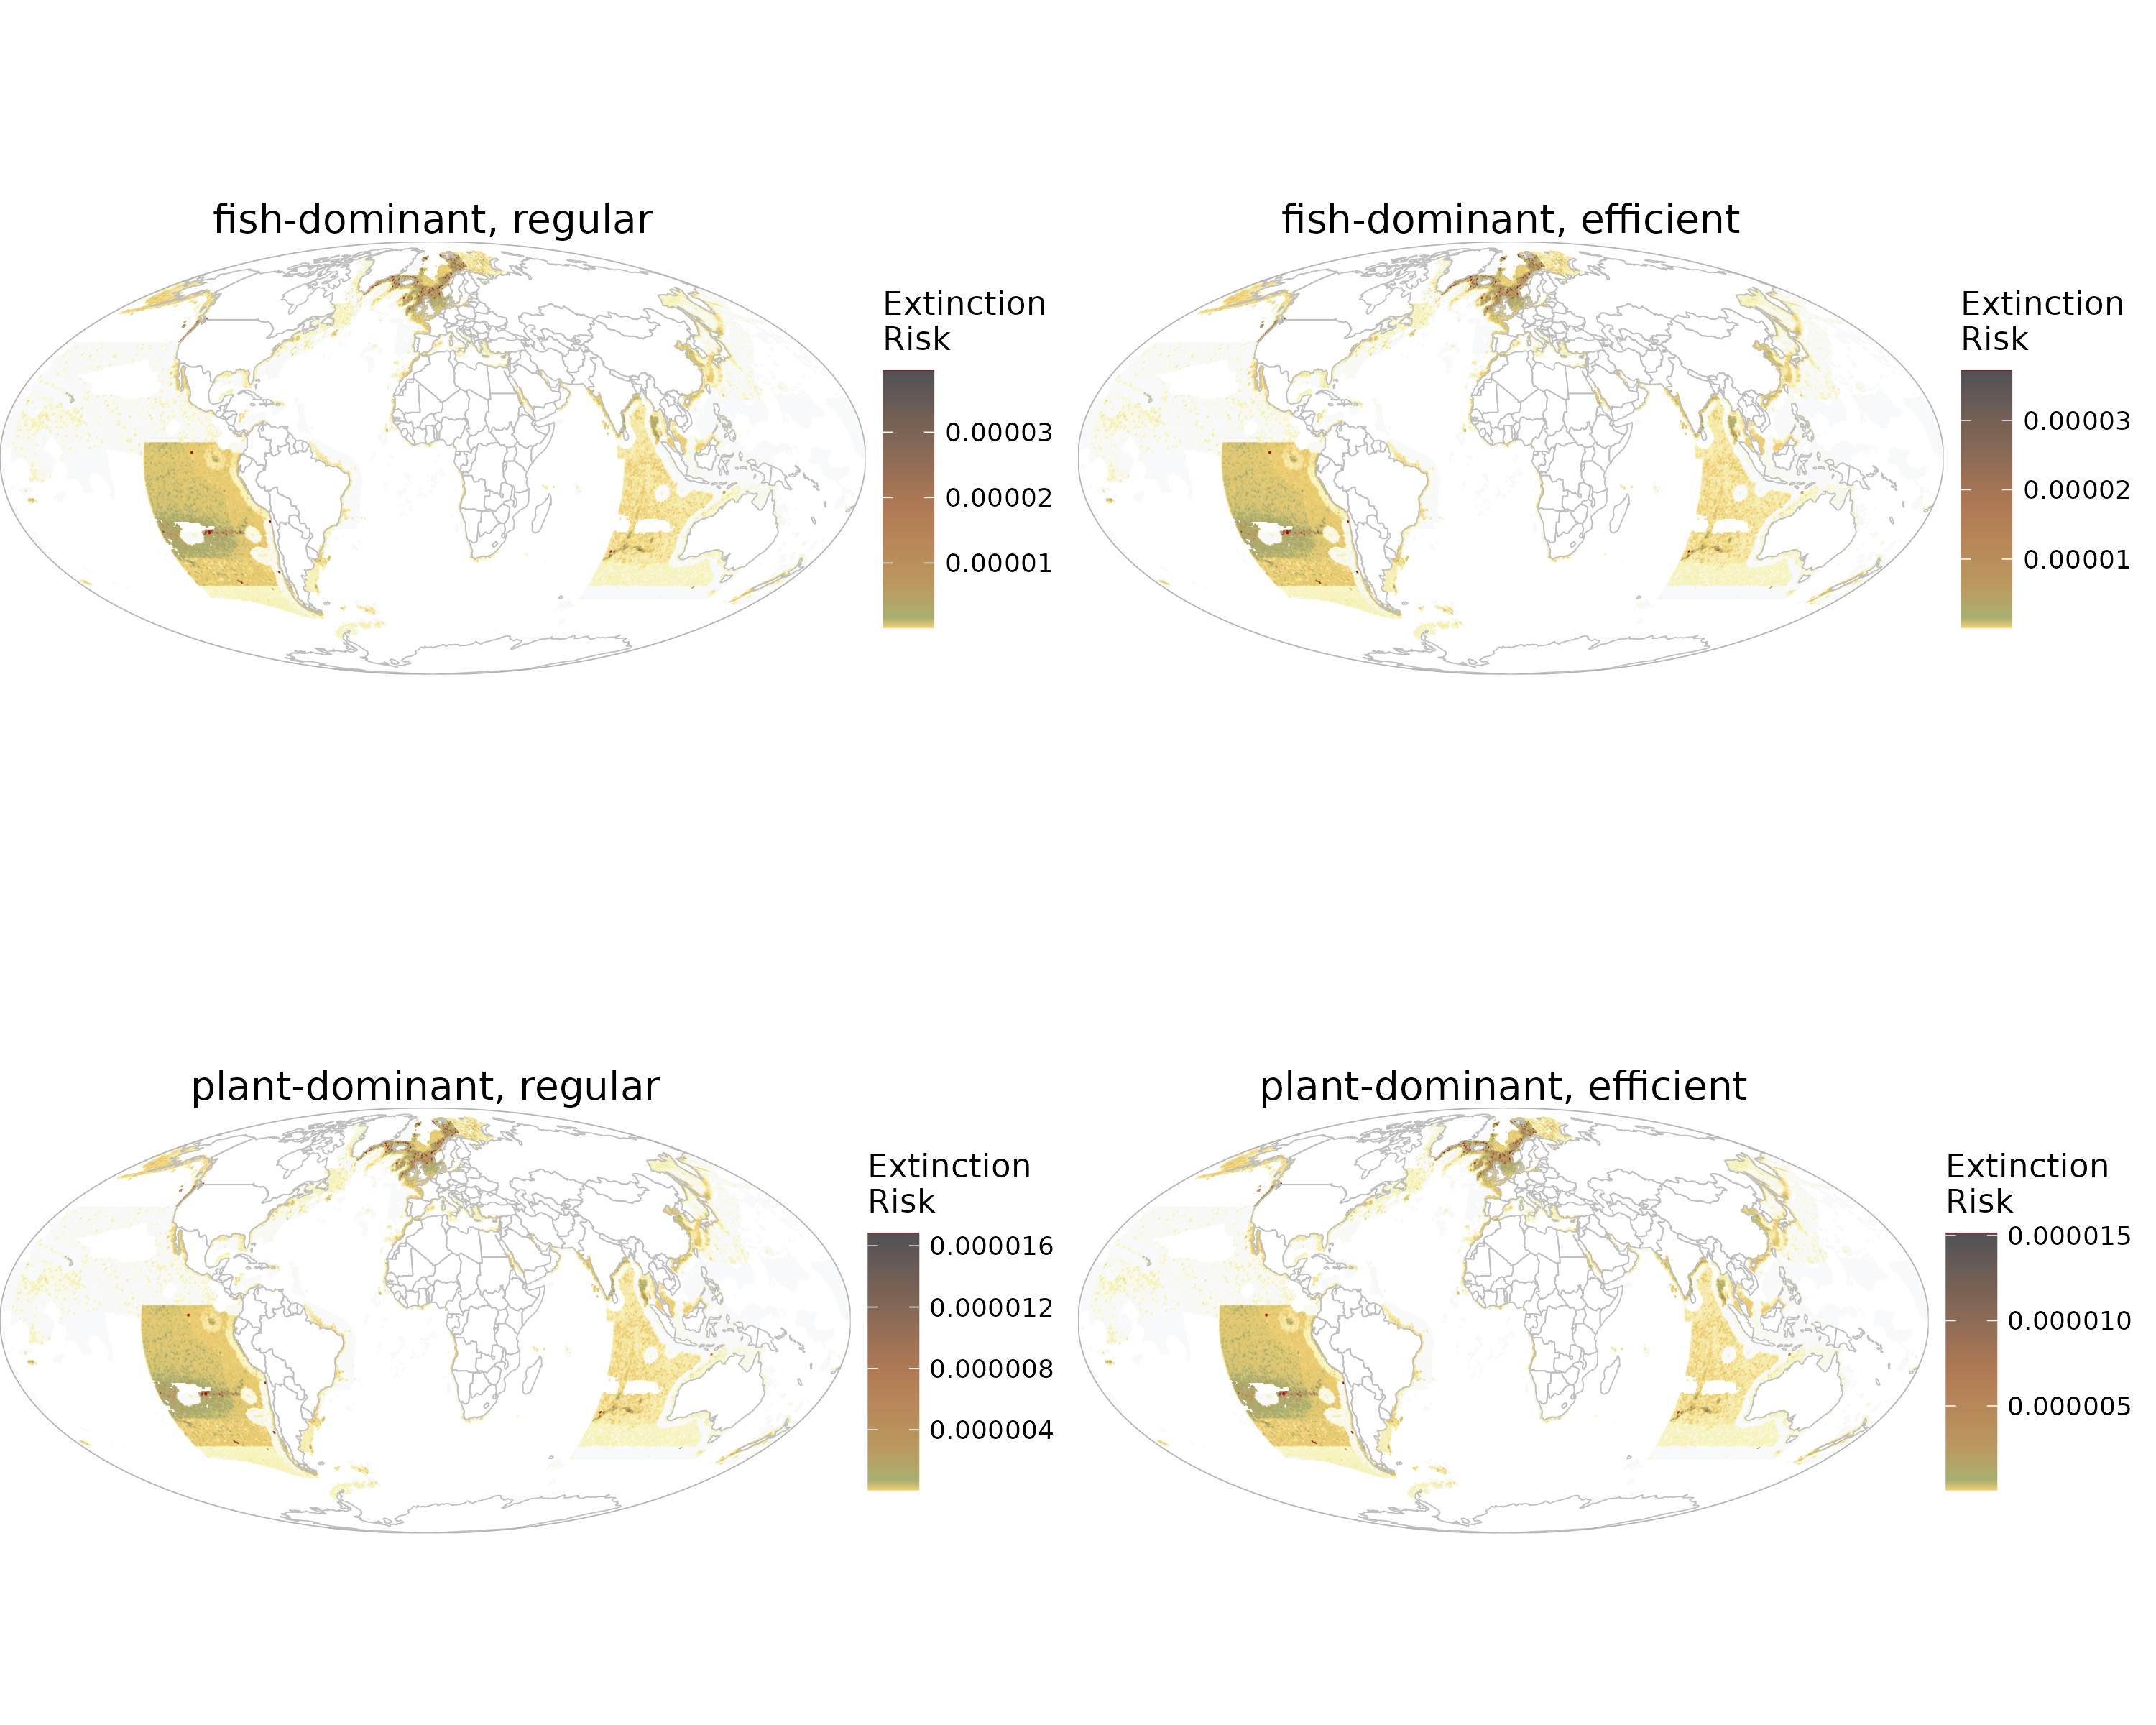 fish-dominant, regular
Extinction
Risk
0.00003
0.00002
0.00001
fish-dominant, efficient
Extinction
Risk
0.00003
0.00002
0.00001
plant-dominant, regular
Extinction
Risk
0.000016
0.000012
0.000008
0.000004
plant-dominant, efficient
Extinction
Risk
0.000015
0.000010
0.000005